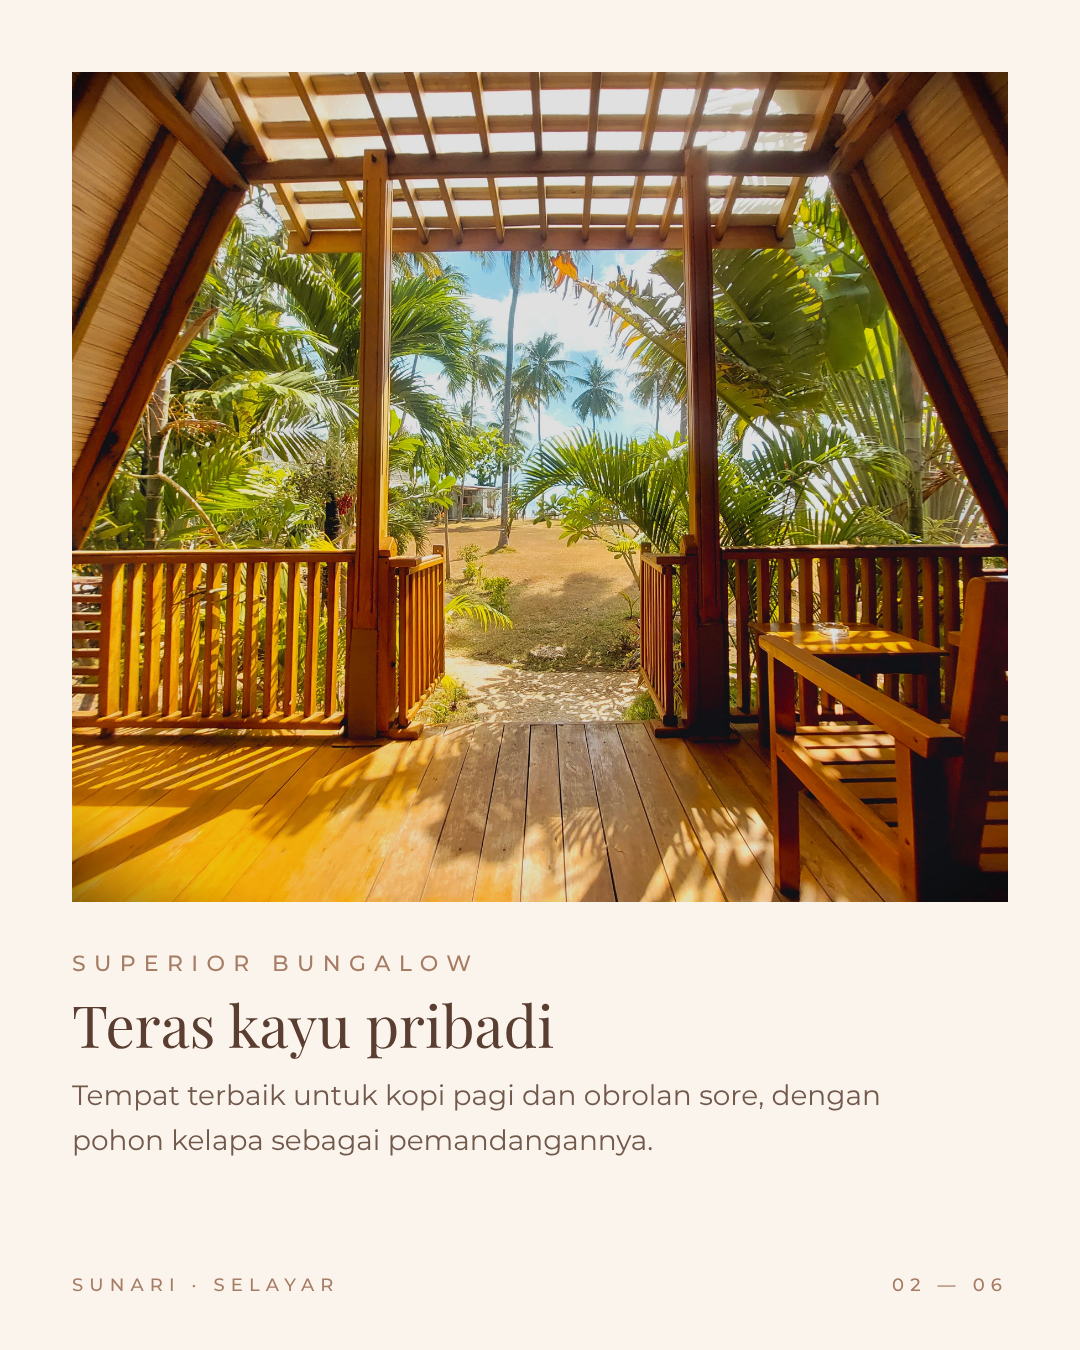 SUPERIOR BUNGALOW
Teras kayu pribadi
Tempat terbaik untuk kopi pagi dan obrolan sore, dengan
pohon kelapa sebagai pemandangannya.
SUNARI · SELAYAR
02 — 06